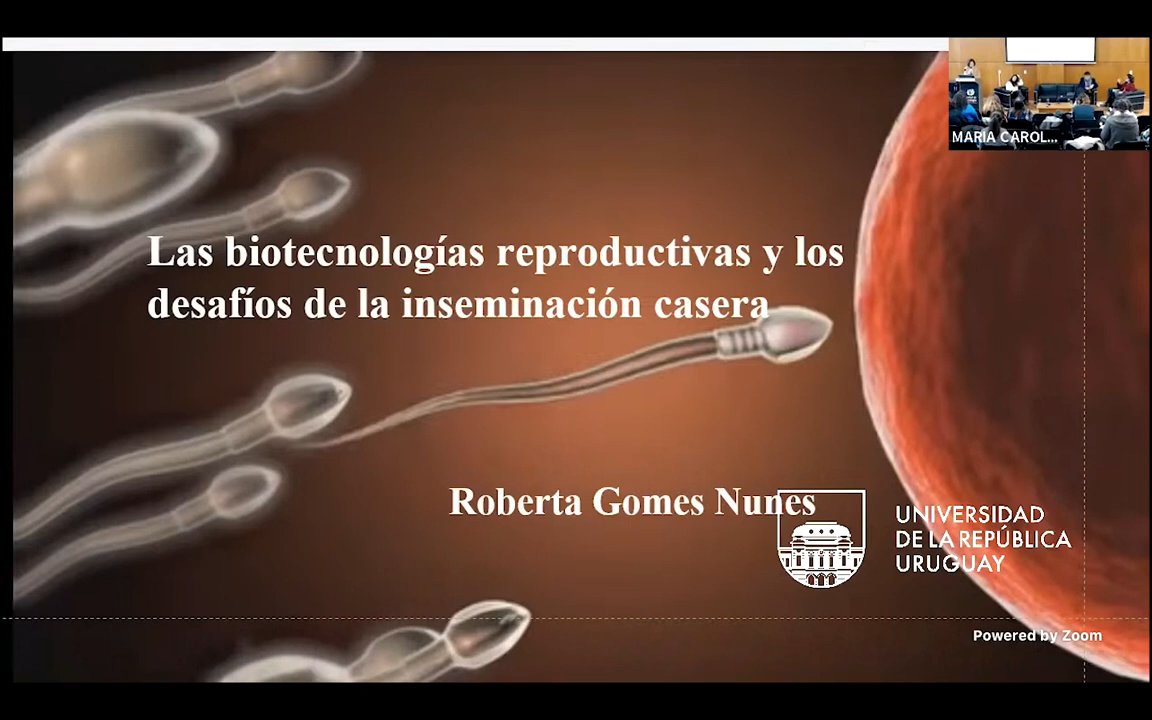 MARIA CAROL...
Las biotecnologías reproductivas y los
desafíos de la inseminación casera
Roberta Gomes Nunes
UNIVERSIDAD
DE LA REPÚBLICA
URUGUAY
Powered by Zoom